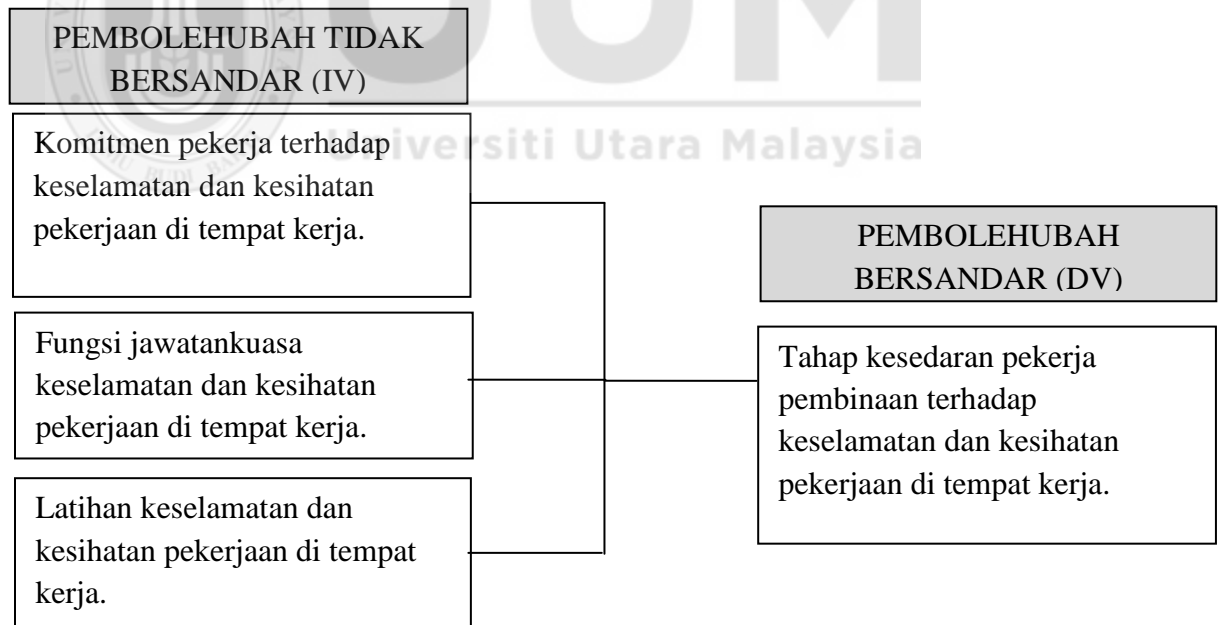 PEMBOLEHUBAH TIDAK
BERSANDAR (IV)
Komitmen pekerja terhadap
keselamatan dan kesihatan
pekerjaan di tempat kerja.
Fungsi jawatankuasa
keselamatan dan kesihatan
pekerjaan di tempat kerja.
Latihan keselamatan dan
kesihatan pekerjaan di tempat
kerja.
PEMBOLEHUBAH
BERSANDAR (DV)
Tahap kesedaran pekerja
pembinaan terhadap
keselamatan dan kesihatan
pekerjaan di tempat kerja.
Universiti Utara Malaysia